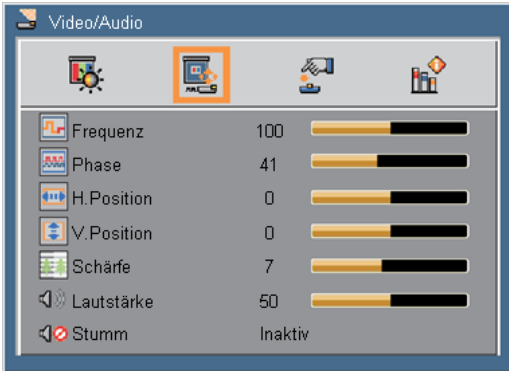 Video/Audio
Frequenz 100
Phase 41
H.Position 0
V.Position 0
Schärfe 7
Lautstärke 50
Stumm Inaktiv